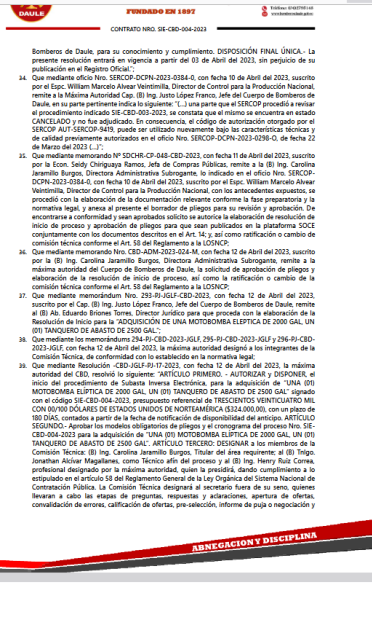 DAULE
FUNDADO EN 1897
CONTRATO NRO. SIE-CBD-004-2023
Bomberos de Daule, para su conocimiento y cumplimiento. DISPOSICIÓN FINAL ÚNICA.- La
presente resolución entrará en vigencia a partir del 03 de Abril del 2023, sin perjuicio de su
publicación en el Registro Oficial.";
34. Que mediante oficio Nro. SERCOP-DCPN-2023-0384-O, con fecha 10 de Abril del 2023, suscrito
por el Espc. William Marcelo Alvear Veintimilla, Director de Control para la Producción Nacional,
remite a la Máxima Autoridad Cap. (B) Ing. Justo López Franco, Jefe del Cuerpo de Bomberos de
Daule, en su parte pertinente indica lo siguiente: "(...) una parte que el SERCOP procedió a revisar
el procedimiento indicado SIE-CBD-003-2023, se constata que el mismo se encuentra en estado
CANCELADO y no fue adjudicado. En consecuencia, el código de autorización otorgado por el
SERCOP AUT-SERCOP-9419, puede ser utilizado nuevamente bajo las características técnicas y
de calidad previamente autorizados en el oficio Nro. SERCOP-DCPN-2023-0298-O, de fecha 22
de Marzo del 2023 (...)";
35. Que mediante memorando Nº SDCHR-CP-048-CBD-2023, con fecha 11 de Abril del 2023, suscrito
por la Econ. Seidy Chiriguaya Ramos, Jefa de Compras Públicas, remite a la (B) Ing. Carolina
Jaramillo Burgos, Directora Administrativa Subrogante, lo indicado en el oficio Nro. SERCOP-
DCPN-2023-0384-O, con fecha 10 de Abril del 2023, suscrito por el Espc. William Marcelo Alvear
Veintimilla, Director de Control para la Producción Nacional, con los antecedentes expuestos, se
procedió con la elaboración de la documentación relevante conforme la fase preparatoria y la
normativa legal, y anexa al presente el borrador de pliegos para su revisión y aprobación. De
encontrarse a conformidad y sean aprobados solicito se autorice la elaboración de resolución de
inicio de proceso y aprobación de pliegos para que sean publicados en la plataforma SOCE
conjuntamente con los documentos descritos en el Art. 14; y, así como ratificación o cambio de
comisión técnica conforme el Art. 58 del Reglamento a la LOSNCP;
36. Que mediante memorando Nro. CBD-ADM-2023-024-M, con fecha 12 de Abril del 2023, suscrito
por la (B) Ing. Carolina Jaramillo Burgos, Directora Administrativa Subrogante, remite a la
máxima autoridad del Cuerpo de Bomberos de Daule, la solicitud de aprobación de pliegos y
elaboración de la resolución de inicio de proceso, así como la ratificación o cambio de la
comisión técnica conforme el Art. 58 del Reglamento a la LOSNCP;
37. Que mediante memorándum Nro. 293-PJ-JGLF-CBD-2023, con fecha 12 de Abril del 2023,
suscrito por el Cap. (B) Ing. Justo López Franco, Jefe del Cuerpo de Bomberos de Daule, remite
al Ab. Eduardo Briones Torres, Director Jurídico para que proceda con la elaboración de la
Resolución de Inicio para la "ADQUISICIÓN DE UNA MOTOBOMBA ELEPTICA DE 2000 GAL, UN
(01) TANQUERO DE ABASTO DE 2500 GAL.";
38. Que mediante los memorándums 294-PJ-CBD-2023-JGLF, 295-PJ-CBD-2023-JGLF y 296-PJ-CBD-
2023-JGLF, con fecha 12 de Abril del 2023, la máxima autoridad designó a los integrantes de la
Comisión Técnica, de conformidad con lo establecido en la normativa legal;
39. Que mediante Resolución -CBD-JGLF-PJ-17-2023, con fecha 12 de Abril del 2023, la máxima
autoridad del CBD, resolvió lo siguiente: "ARTÍCULO PRIMERO. - AUTORIZAR y DISPONER, el
inicio del procedimiento de Subasta Inversa Electrónica, para la adquisición de "UNA (01)
MOTOBOMBA ELÍPTICA DE 2000 GAL, UN (01) TANQUERO DE ABASTO DE 2500 GAL" signado
con el código SIE-CBD-004-2023, presupuesto referencial de TRESCIENTOS VEINTICUATRO MIL
CON 00/100 DÓLARES DE ESTADOS UNIDOS DE NORTEAMÉRICA ($324.000,00), con un plazo de
180 DÍAS, contados a partir de la fecha de notificación de disponibilidad del anticipo. ARTÍCULO
SEGUNDO.- Aprobar los modelos obligatorios de pliegos y el cronograma del proceso Nro. SIE-
CBD-004-2023 para la adquisición de "UNA (01) MOTOBOMBA ELÍPTICA DE 2000 GAL, UN (01)
TANQUERO DE ABASTO DE 2500 GAL". ARTÍCULO TERCERO: DESIGNAR a los miembros de la
Comisión Técnica: (B) Ing. Carolina Jaramillo Burgos, Titular del área requirente; al (B) Tnlgo.
Jonathan Alcívar Magallanes, como Técnico afín del proceso y al (B) Ing. Henry Ruiz Correa,
profesional designado por la máxima autoridad, quien la presidirá, dando cumplimiento a lo
estipulado en el artículo 58 del Reglamento General de la Ley Orgánica del Sistema Nacional de
Contratación Pública. La Comisión Técnica designará al secretario fuera de su seno, quienes
llevaran a cabo las etapas de preguntas, respuestas y aclaraciones, apertura de ofertas,
convalidación de errores, calificación de ofertas, pre-selección, informe de puja o negociación y
ABNEGACION Y DISCIPLINA